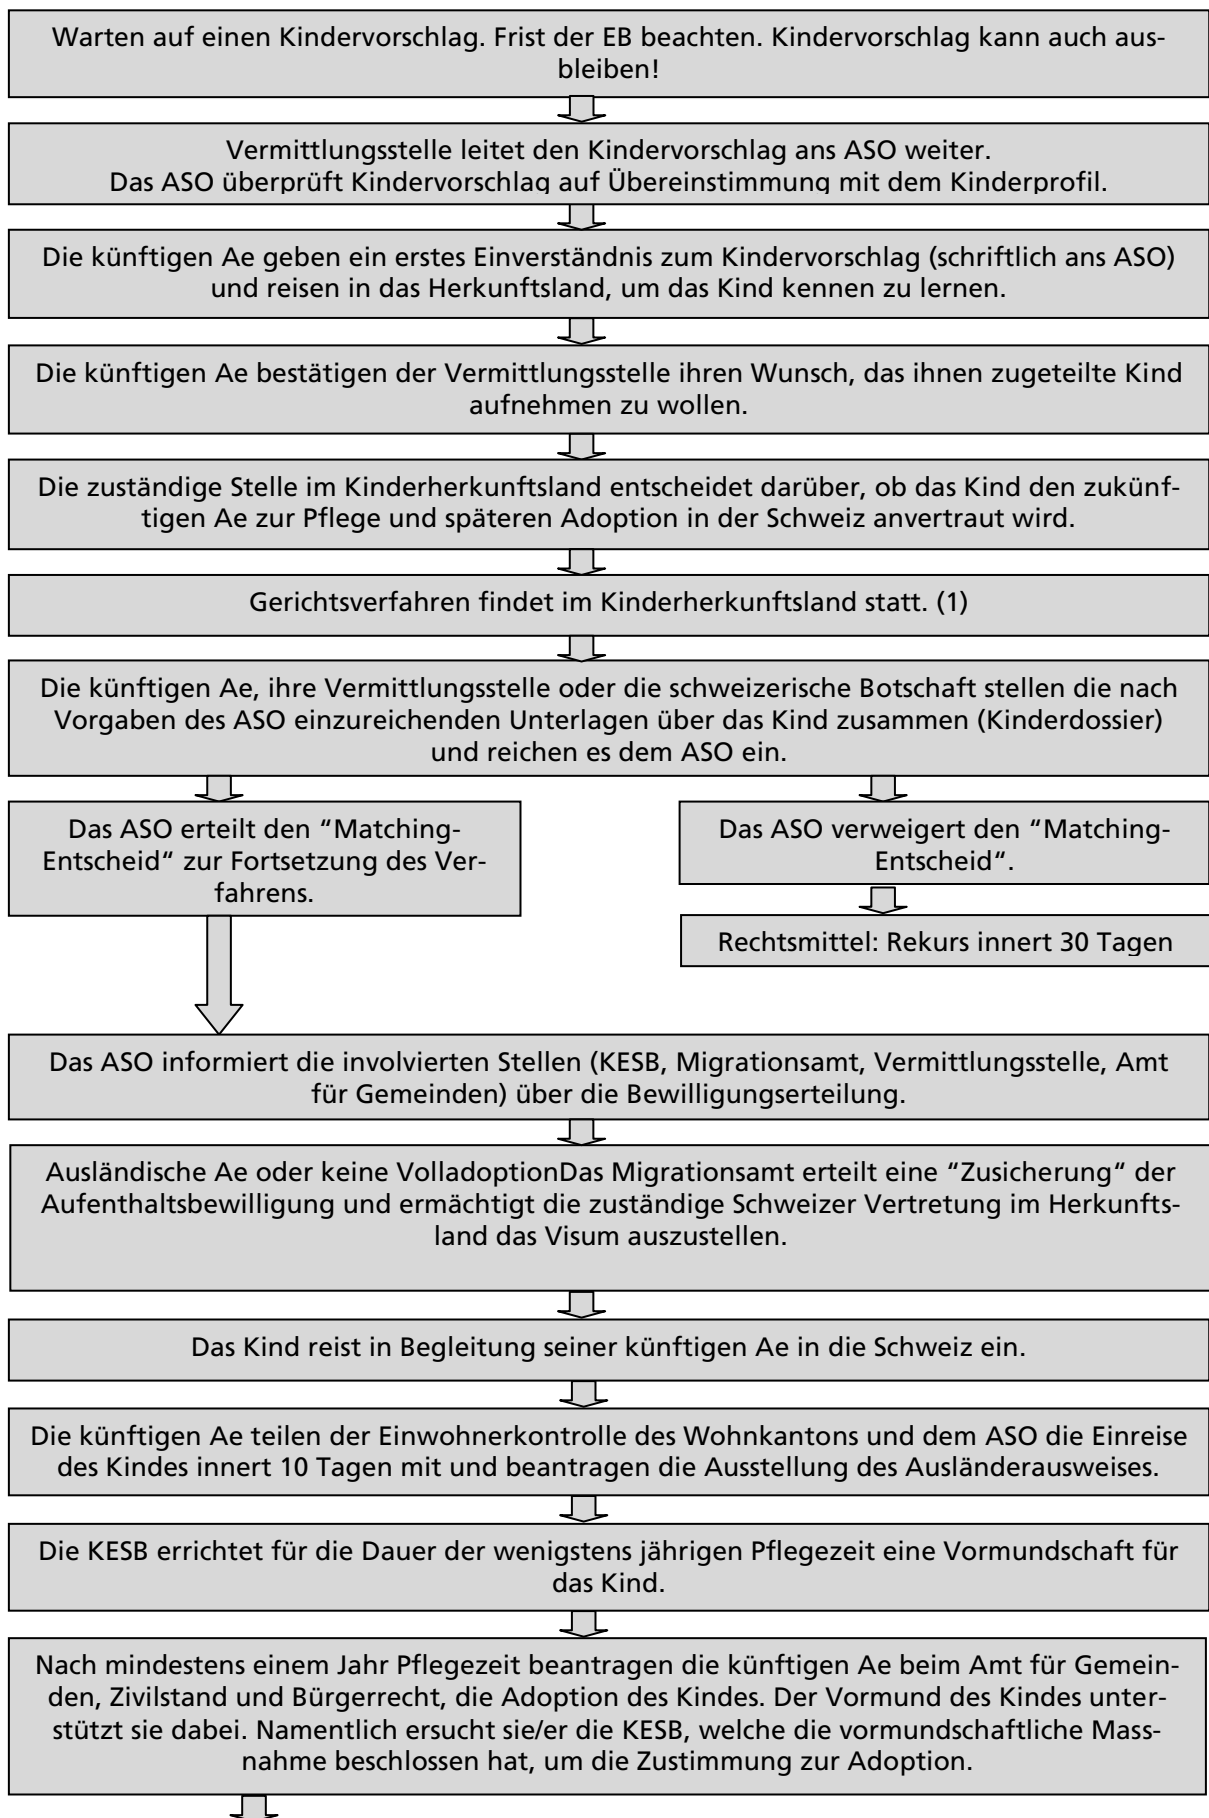 Warten auf einen Kindervorschlag. Frist der EB beachten. Kindervorschlag kann auch aus-
bleiben!
Vermittlungsstelle leitet den Kindervorschlag ans ASO weiter.
Das ASO überprüft Kindervorschlag auf Übereinstimmung mit dem Kinderprofil.
Die künftigen Ae geben ein erstes Einverständnis zum Kindervorschlag (schriftlich ans ASO)
und reisen in das Herkunftsland, um das Kind kennen zu lernen.
Die künftigen Ae bestätigen der Vermittlungsstelle ihren Wunsch, das ihnen zugeteilte Kind
aufnehmen zu wollen.
Die zuständige Stelle im Kinderherkunftsland entscheidet darüber, ob das Kind den zukünf-
tigen Ae zur Pflege und späteren Adoption in der Schweiz anvertraut wird.
Gerichtsverfahren findet im Kinderherkunftsland statt. (1)
Die künftigen Ae, ihre Vermittlungsstelle oder die schweizerische Botschaft stellen die nach
Vorgaben des ASO einzureichenden Unterlagen über das Kind zusammen (Kinderdossier)
und reichen es dem ASO ein.
Das ASO erteilt den “Matching-
Entscheid“ zur Fortsetzung des Ver-
fahrens.
Das ASO verweigert den “Matching-
Entscheid“.
Rechtsmittel: Rekurs innert 30 Tagen
Das ASO informiert die involvierten Stellen (KESB, Migrationsamt, Vermittlungsstelle, Amt
für Gemeinden) über die Bewilligungserteilung.
Ausländische Ae oder keine VolladoptionDas Migrationsamt erteilt eine “Zusicherung“ der
Aufenthaltsbewilligung und ermächtigt die zuständige Schweizer Vertretung im Herkunfts-
land das Visum auszustellen.
Das Kind reist in Begleitung seiner künftigen Ae in die Schweiz ein.
Die künftigen Ae teilen der Einwohnerkontrolle des Wohnkantons und dem ASO die Einreise
des Kindes innert 10 Tagen mit und beantragen die Ausstellung des Ausländerausweises.
Die KESB errichtet für die Dauer der wenigstens jährigen Pflegezeit eine Vormundschaft für
das Kind.
Nach mindestens einem Jahr Pflegezeit beantragen die künftigen Ae beim Amt für Gemein-
den, Zivilstand und Bürgerrecht, die Adoption des Kindes. Der Vormund des Kindes unter-
stützt sie dabei. Namentlich ersucht sie/er die KESB, welche die vormundschaftliche Mass-
nahme beschlossen hat, um die Zustimmung zur Adoption.